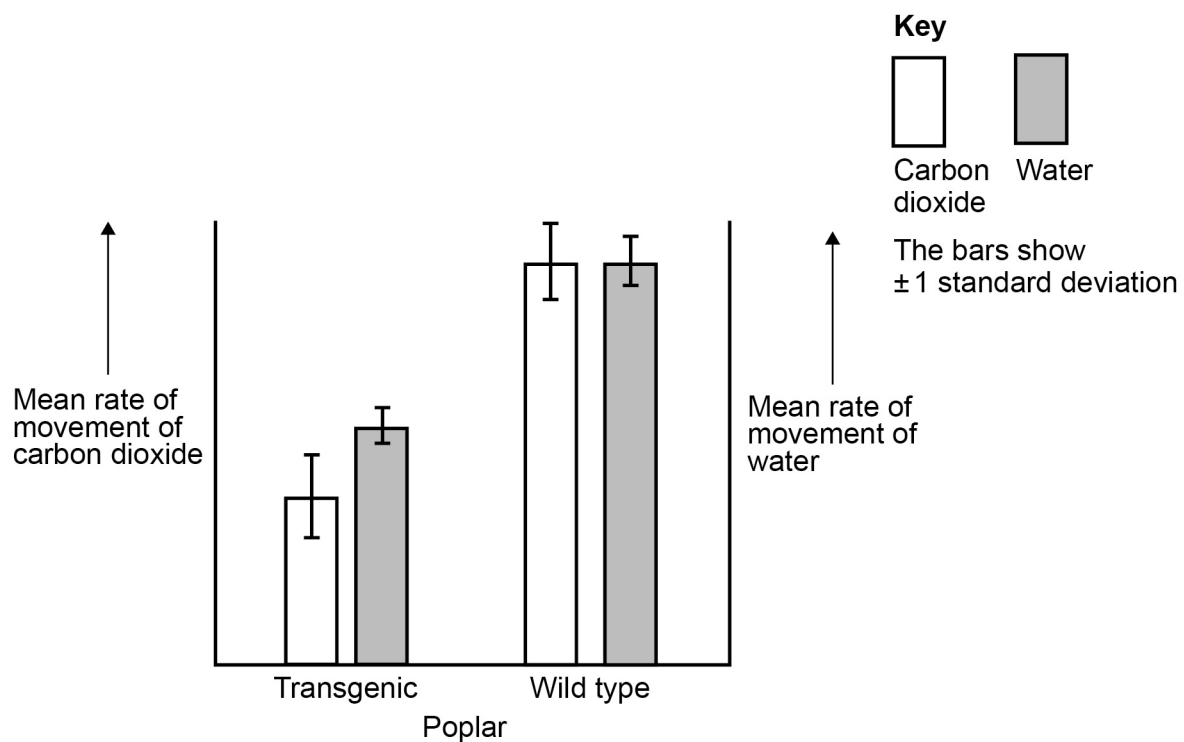 Key
Carbon
dioxide
Water
The bars show
± 1 standard deviation
Mean rate of
movement of
carbon dioxide
Mean rate of
movement of
water
Transgenic
Wild type
Poplar